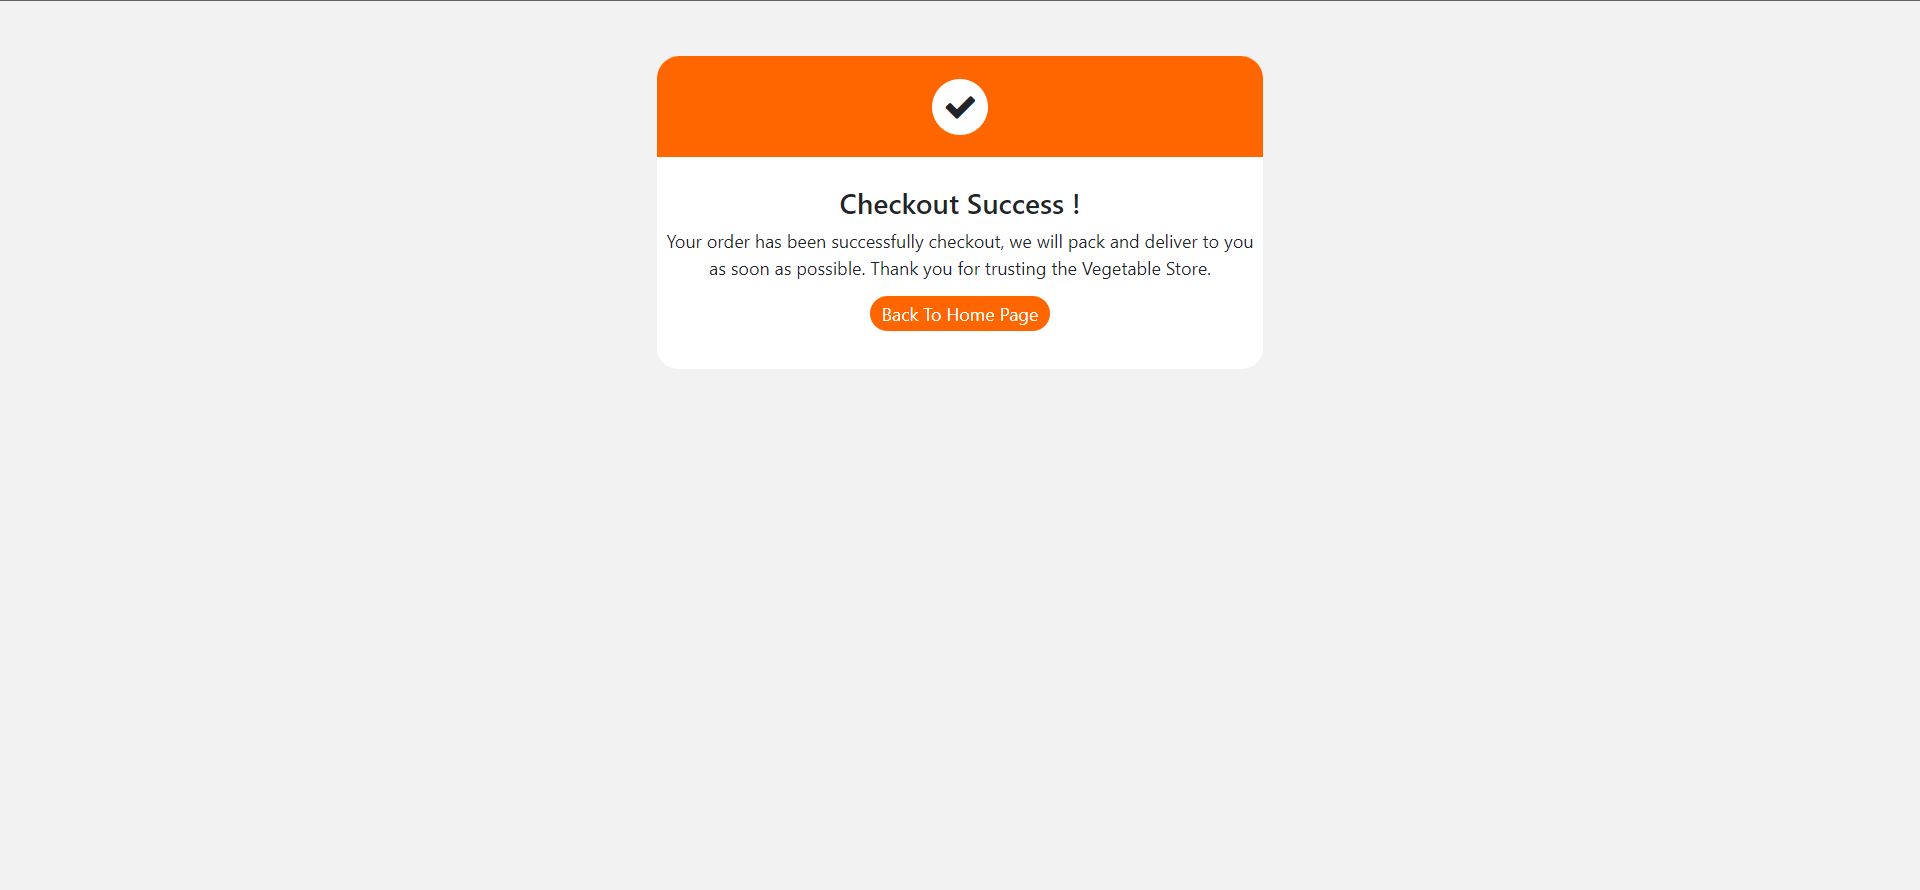 Checkout Success !
Your order has been successfully checkout, we will pack and deliver to you
as soon as possible. Thank you for trusting the Vegetable Store.
Back To Home Page